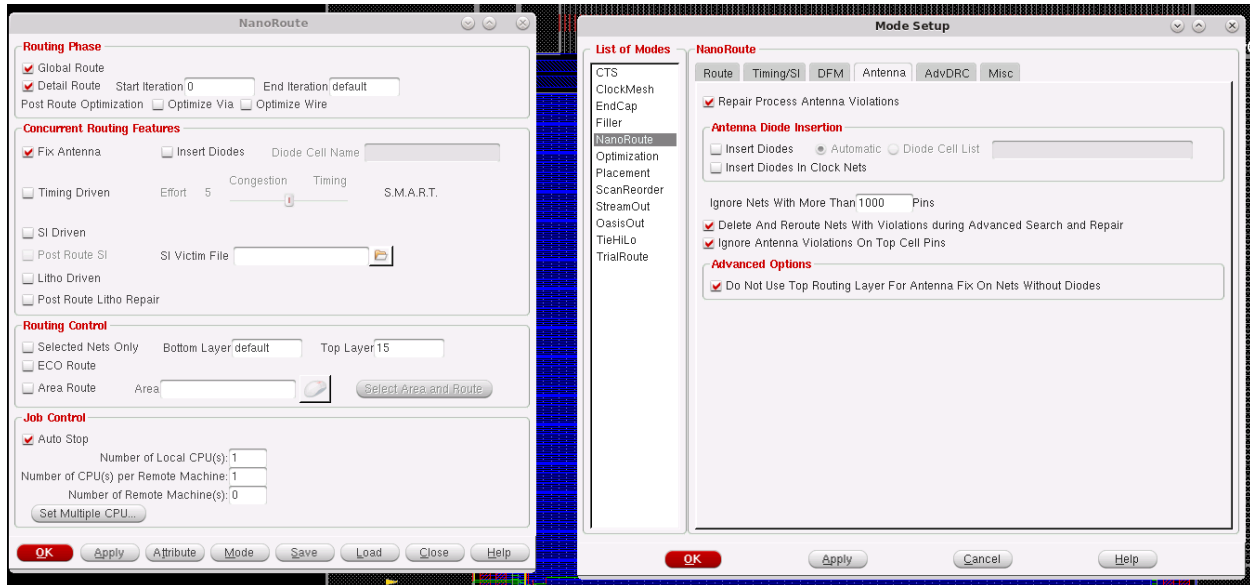 NanoRoute
Routing Phase
Global Route
Detail Route Start Iteration 0 End Iteration default
Post Route Optimization Optimize Via Optimize Wire
Concurrent Routing Features
Fix Antenna Insert Diodes Diode Cell Name
Congestion Timing
Timing Driven Effort 5 S.M.A.R.T.
SI Driven
Post Route SI SI Victim File
Litho Driven
Post Route Litho Repair
Routing Control
Selected Nets Only Bottom Layer default Top Layer 15
ECO Route
Area Route Area Select Area and Route
Job Control
Auto Stop
Number of Local CPU(s): 1
Number of CPU(s) per Remote Machine: 1
Number of Remote Machine(s): 0
Set Multiple CPU...
OK Apply Attribute Mode Save Load Close Help
Mode Setup
List of Modes
CTS
ClockMesh
EndCap
Filler
NanoRoute
Optimization
Placement
ScanReorder
StreamOut
OasisOut
TieHiLo
TrialRoute
NanoRoute
Route Timing/SI DFM Antenna AdvDRC Misc
Repair Process Antenna Violations
Antenna Diode Insertion
Insert Diodes Automatic Diode Cell List
Insert Diodes In Clock Nets
Ignore Nets With More Than 1000 Pins
Delete And Reroute Nets With Violations during Advanced Search and Repair
Ignore Antenna Violations On Top Cell Pins
Advanced Options
Do Not Use Top Routing Layer For Antenna Fix On Nets Without Diodes
OK Apply Cancel Help